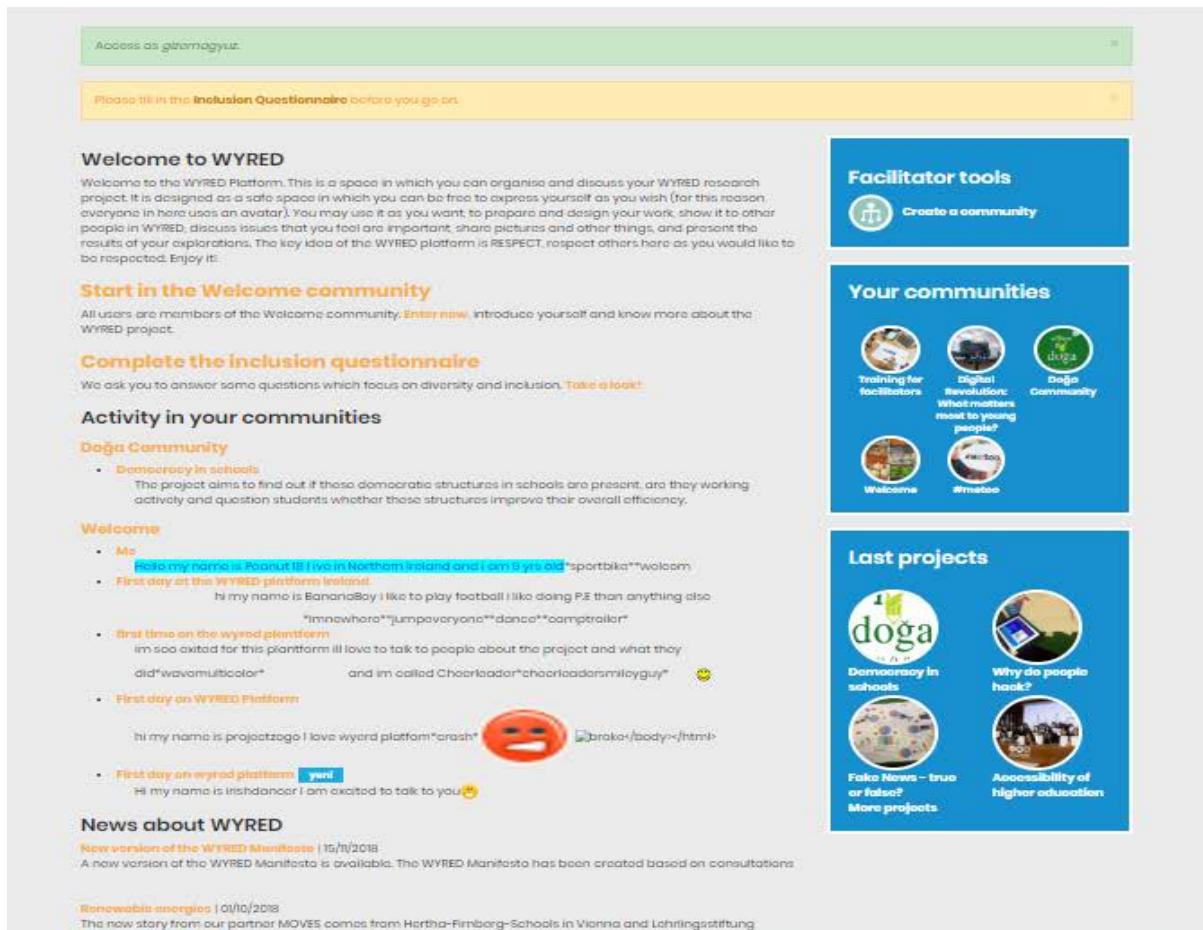 Access as gizemagyuz.
Please fill in the Inclusion Questionnaire before you go on.
Welcome to WYRED
Welcome to the WYRED Platform. This is a space in which you can organise and discuss your WYRED research
project. It is designed as a safe space in which you can be free to express yourself as you wish (for this reason,
everyone in here uses an avatar). You may use it as you want, to prepare and design your work, show it to other
people in WYRED, discuss issues that you feel are important, share pictures and other things, and present the
results of your explorations. The key idea of the WYRED platform is RESPECT, respect others here as you would like to
be respected. Enjoy it!
Start in the Welcome community
All users are members of the Welcome community. Enter now, introduce yourself and know more about the
WYRED project.
Complete the inclusion questionnaire
We ask you to answer some questions which focus on diversity and inclusion. Take a look!
Activity in your communities
Doğa Community
Democracy in schools
The project aims to find out if these democratic structures in schools are present, are they working
actively and question students whether these structures improve their overall efficiency.
Welcome
Me
Hello my name is Peanut 18 I ive in Northern Ireland and i am 9 yrs old*sportbike**welcom
First day at the WYRED platform Ireland
hi my name is BananaBoy i like to play football i like doing P.E than anything else
*imnewhere**jumpeveryone**dance**camptrailer*
first time on the wyred plantform
im soo exited for this plantform ill love to talk to people about the project and what they
did*wavemulticolor* and im called Cheerleader*cheerleadersmileyguy*
First day on WYRED Platform
hi my name is projectzogo I love wyerd platfom*crash* broke</body></html>
First day on wyred platform yeni
Hi my name is irishdancer I am excited to talk to you
News about WYRED
New version of the WYRED Manifesto | 15/11/2018
A new version of the WYRED Manifesto is available. The WYRED Manifesto has been created based on consultations
Renewable energies | 01/10/2018
The new story from our partner MOVES comes from Hertha-Firnberg-Schools in Vienna and Lehrlingsstiftung
Facilitator tools
Create a community
Your communities
Training for
facilitators
Digital
Revolution:
What matters
most to young
people?
doğa
Doğa
Community
Welcome
#metoo
#metoo
Last projects
doğa
Democracy in
schools
Why do people
hack?
Fake News – true
or false?
Accessibility of
higher education
More projects